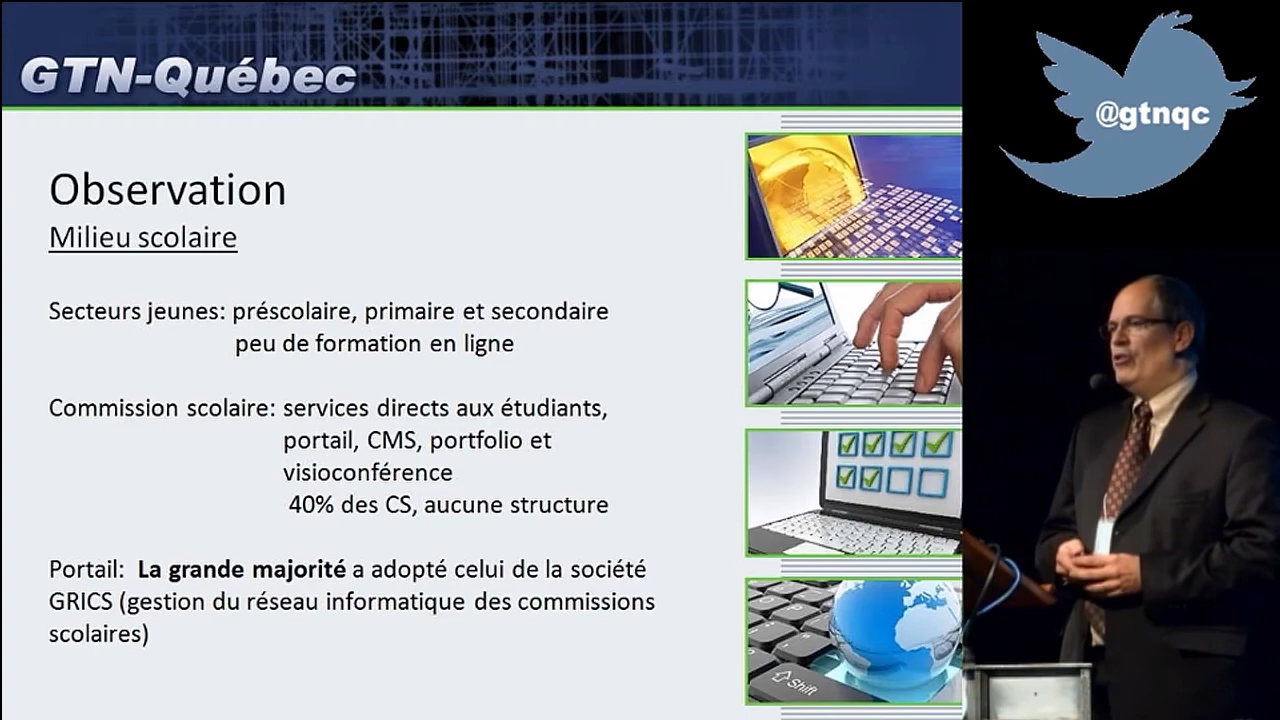 GTN-Québec
@gtnqc
Observation
Milieu scolaire
Secteurs jeunes: préscolaire, primaire et secondaire
peu de formation en ligne
Commission scolaire: services directs aux étudiants,
portail, CMS, portfolio et
visioconférence
40% des CS, aucune structure
Portail: La grande majorité a adopté celui de la société
GRICS (gestion du réseau informatique des commissions
scolaires)
Shift